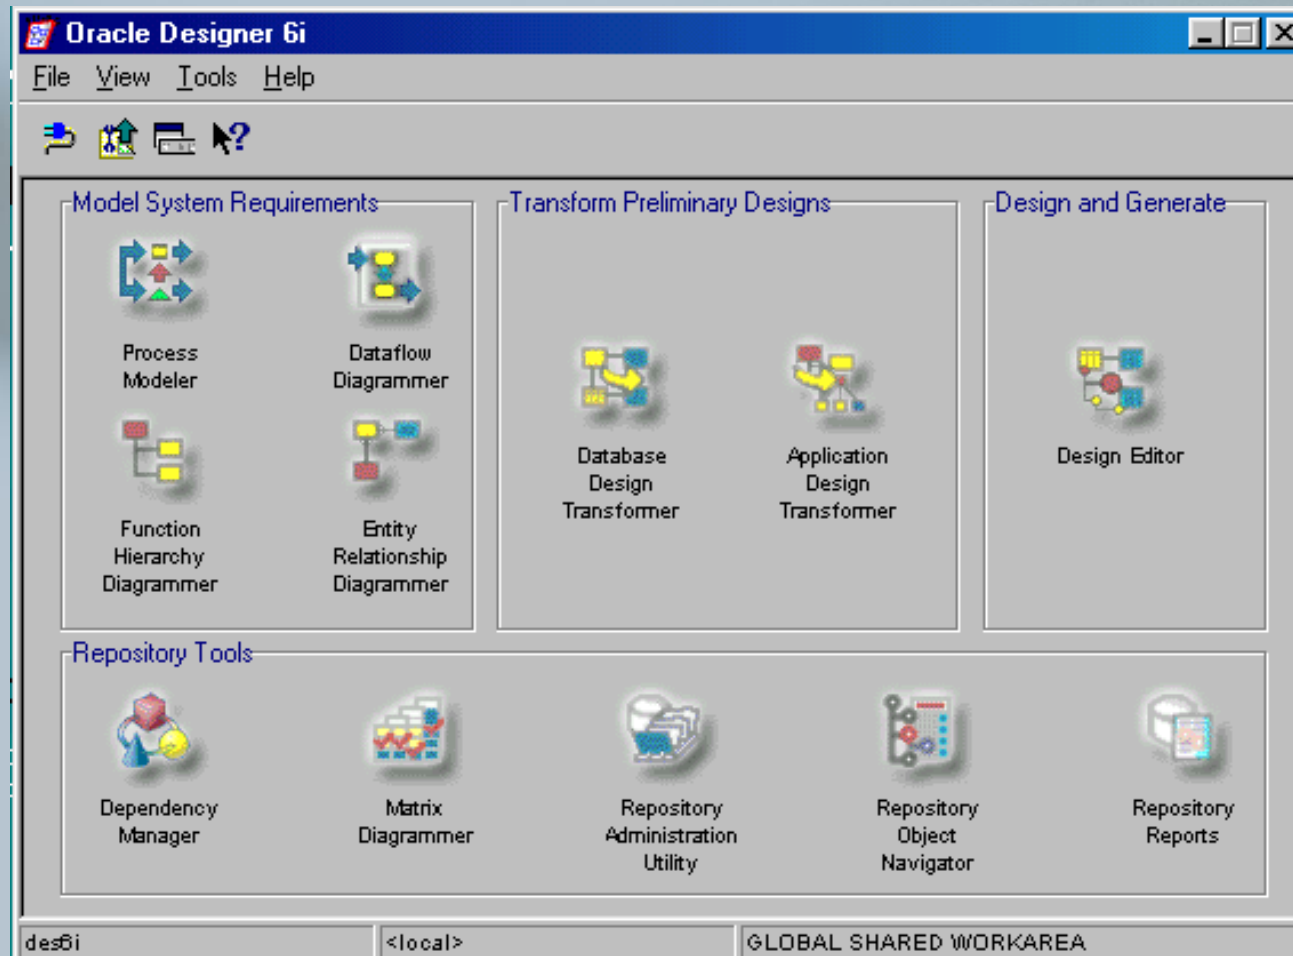 Oracle Designer 6i
File View Tools Help
?
Model System Requirements
Transform Preliminary Designs
Design and Generate
Process
Modeler
Dataflow
Diagrammer
Function
Hierarchy
Diagrammer
Entity
Relationship
Diagrammer
Database
Design
Transformer
Application
Design
Transformer
Design Editor
Repository Tools
Dependency
Manager
Matrix
Diagrammer
Repository
Administration
Utility
Repository
Object
Navigator
Repository
Reports
des6i
<local>
GLOBAL SHARED WORKAREA